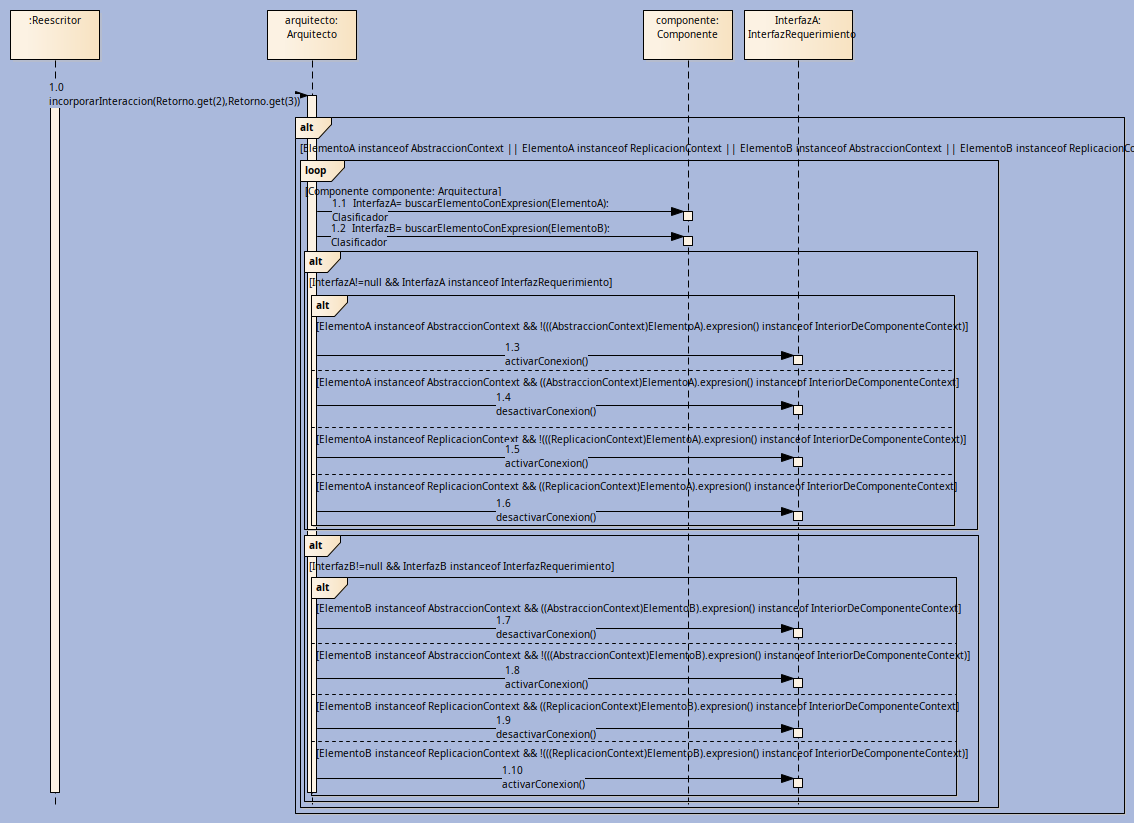 :Reescritor
arquitecto:
Arquitecto
componente:
Componente
InterfazA:
InterfazRequerimiento
1.0
incorporarInteraccion(Retorno.get(2),Retorno.get(3))
alt
[ElementoA instanceof AbstraccionContext || ElementoA instanceof ReplicacionContext || ElementoB instanceof AbstraccionContext || ElementoB instanceof ReplicacionCo
loop
[Componente componente: Arquitectura]
1.1 InterfazA= buscarElementoConExpresion(ElementoA):
Clasificador
1.2 InterfazB= buscarElementoConExpresion(ElementoB):
Clasificador
alt
[InterfazA!=null && InterfazA instanceof InterfazRequerimiento]
alt
[ElementoA instanceof AbstraccionContext && !(((AbstraccionContext)ElementoA).expresion() instanceof InteriorDeComponenteContext)]
1.3
activarConexion()
[ElementoA instanceof AbstraccionContext && ((AbstraccionContext)ElementoA).expresion() instanceof InteriorDeComponenteContext]
1.4
desactivarConexion()
[ElementoA instanceof ReplicacionContext && !(((ReplicacionContext)ElementoA).expresion() instanceof InteriorDeComponenteContext)]
1.5
activarConexion()
[ElementoA instanceof ReplicacionContext && ((ReplicacionContext)ElementoA).expresion() instanceof InteriorDeComponenteContext]
1.6
desactivarConexion()
alt
[InterfazB!=null && InterfazB instanceof InterfazRequerimiento]
alt
[ElementoB instanceof AbstraccionContext && ((AbstraccionContext)ElementoB).expresion() instanceof InteriorDeComponenteContext]
1.7
desactivarConexion()
[ElementoB instanceof AbstraccionContext && !(((AbstraccionContext)ElementoB).expresion() instanceof InteriorDeComponenteContext)]
1.8
activarConexion()
[ElementoB instanceof ReplicacionContext && ((ReplicacionContext)ElementoB).expresion() instanceof InteriorDeComponenteContext]
1.9
desactivarConexion()
[ElementoB instanceof ReplicacionContext && !(((ReplicacionContext)ElementoB).expresion() instanceof InteriorDeComponenteContext)]
1.10
activarConexion()